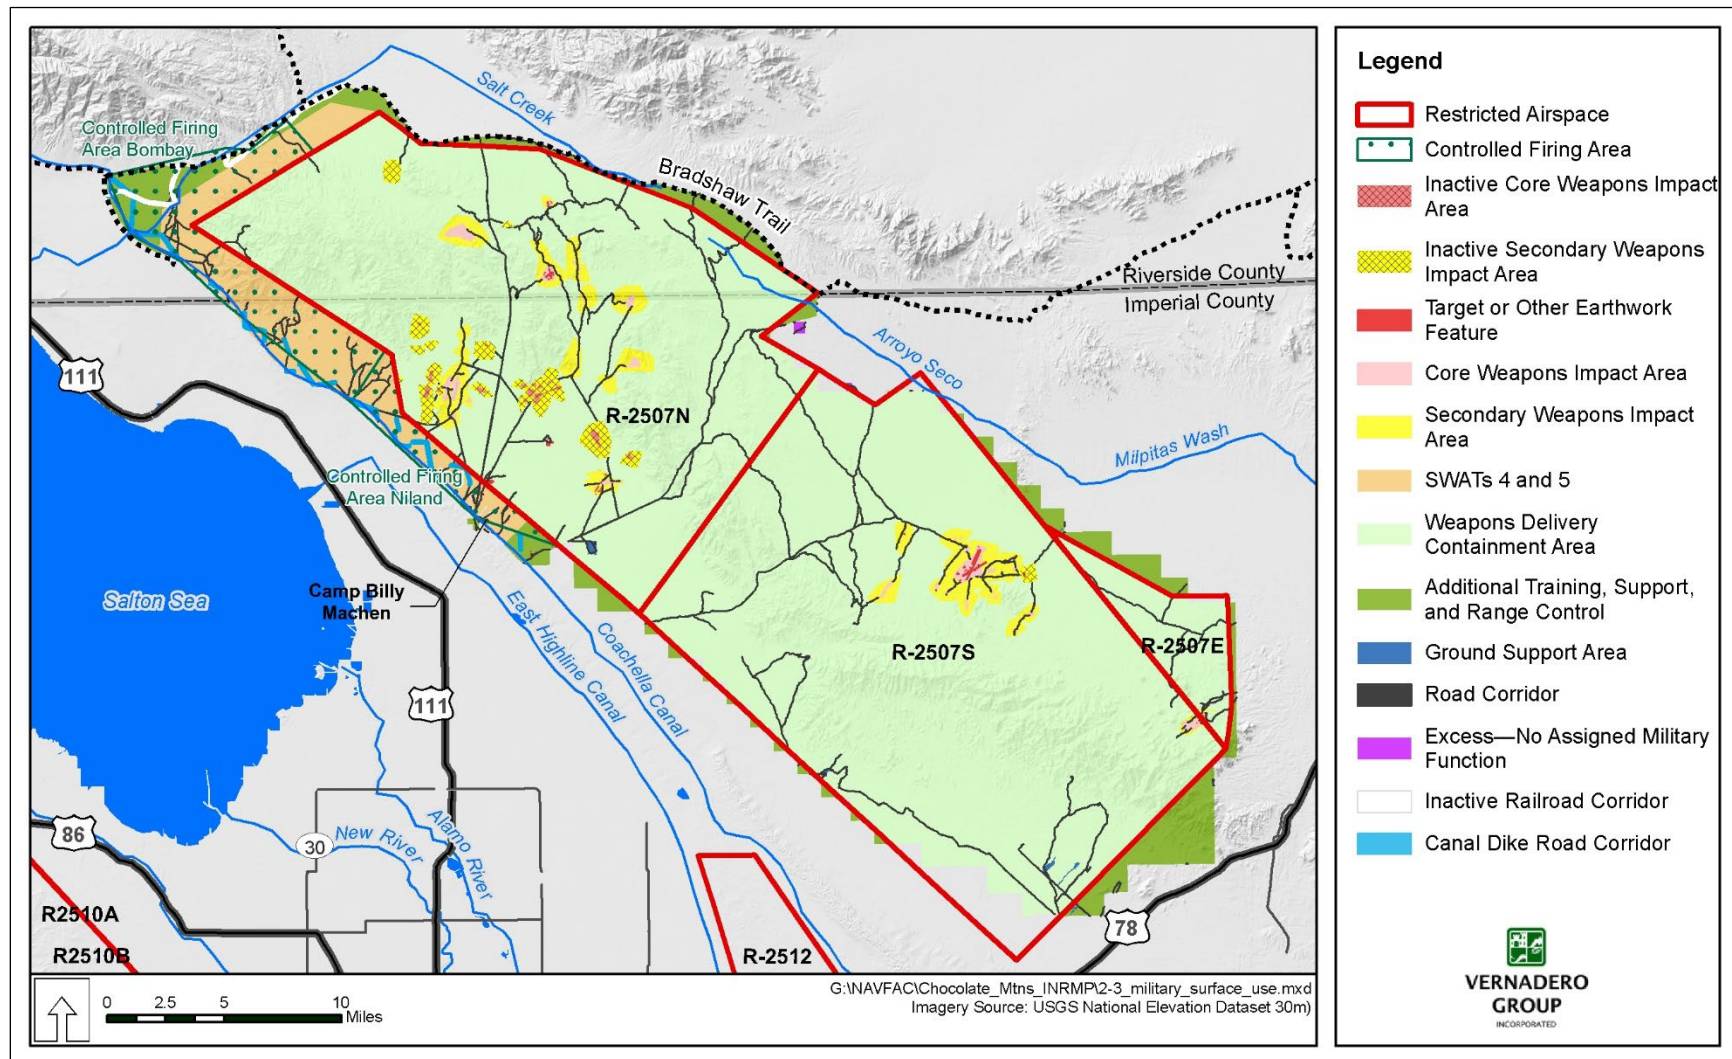 Salt Creek
Controlled Firing
Area Bombay
Bradshaw Trail
Riverside County
Imperial County
Arroyo Seco
111
R-2507N
Milpitas Wash
Controlled Firing
Area Niland
Salton Sea
Camp Billy
Machen
East Highline Canal
Coachella Canal
R-2507S
R-2507E
111
86
30
New River
Alamo River
78
R2510A
R2510B
R-2512
0 2.5 5 10
Miles
G:\NAVFAC\Chocolate_Mtns_INRMP\2-3_military_surface_use.mxd
Imagery Source: USGS National Elevation Dataset 30m)
Legend
Restricted Airspace
Controlled Firing Area
Inactive Core Weapons Impact
Area
Inactive Secondary Weapons
Impact Area
Target or Other Earthwork
Feature
Core Weapons Impact Area
Secondary Weapons Impact
Area
SWATs 4 and 5
Weapons Delivery
Containment Area
Additional Training, Support,
and Range Control
Ground Support Area
Road Corridor
Excess—No Assigned Military
Function
Inactive Railroad Corridor
Canal Dike Road Corridor
VERNADERO
GROUP
INCORPORATED